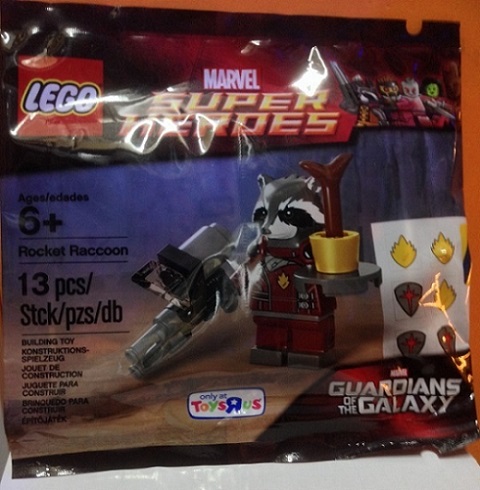 LEGO
MARVEL
SUPER
HEROES
Ages/edades
6+
Rocket Raccoon
13 pcs/
Stck/pzs/db
BUILDING TOY
KONSTRUKTIONS-
SPIELZEUG
JOUET DE
CONSTRUCTION
JUGUETE PARA
CONSTRUIR
BRINQUEDO PARA
CONSTRUIR
ÉPÍTŐJÁTÉK
only at
TOYSRUS
MARVEL
GUARDIANS
OF THE GALAXY